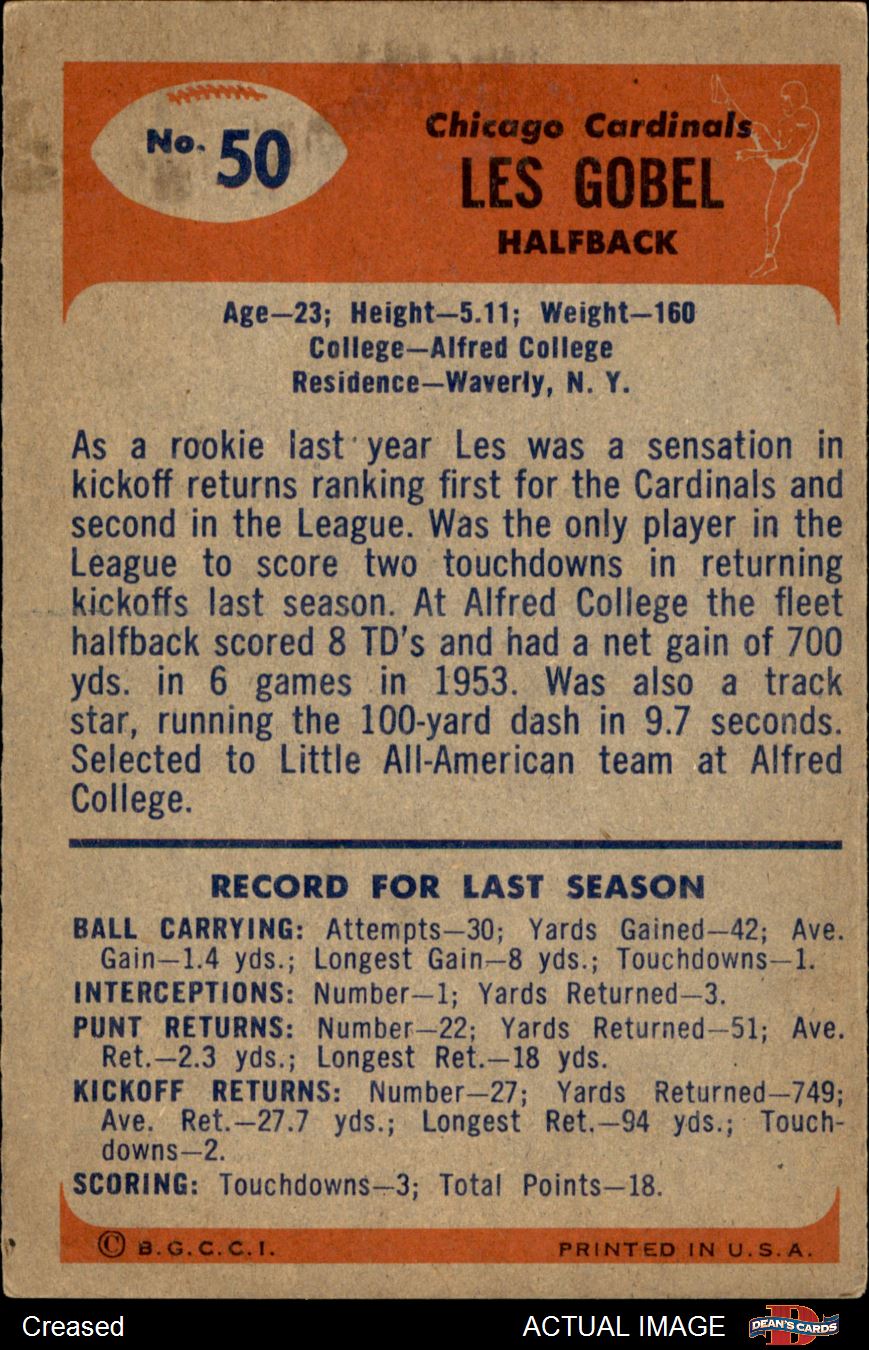 No. 50
Chicago Cardinals
LES GOBEL
HALFBACK
Age—23; Height—5.11; Weight—160
College—Alfred College
Residence—Waverly, N. Y.
As a rookie last year Les was a sensation in
kickoff returns ranking first for the Cardinals and
second in the League. Was the only player in the
League to score two touchdowns in returning
kickoffs last season. At Alfred College the fleet
halfback scored 8 TD's and had a net gain of 700
yds. in 6 games in 1953. Was also a track
star, running the 100-yard dash in 9.7 seconds.
Selected to Little All-American team at Alfred
College.
RECORD FOR LAST SEASON
BALL CARRYING: Attempts—30; Yards Gained—42; Ave.
Gain—1.4 yds.; Longest Gain—8 yds.; Touchdowns—1.
INTERCEPTIONS: Number—1; Yards Returned—3.
PUNT RETURNS: Number—22; Yards Returned—51; Ave.
Ret.—2.3 yds.; Longest Ret.—18 yds.
KICKOFF RETURNS: Number—27; Yards Returned—749;
Ave. Ret.—27.7 yds.; Longest Ret.—94 yds.; Touch-
downs—2.
SCORING: Touchdowns—3; Total Points—18.
© B.G.C.C.I. PRINTED IN U.S.A.
Creased ACTUAL IMAGE D DEAN'S CARDS